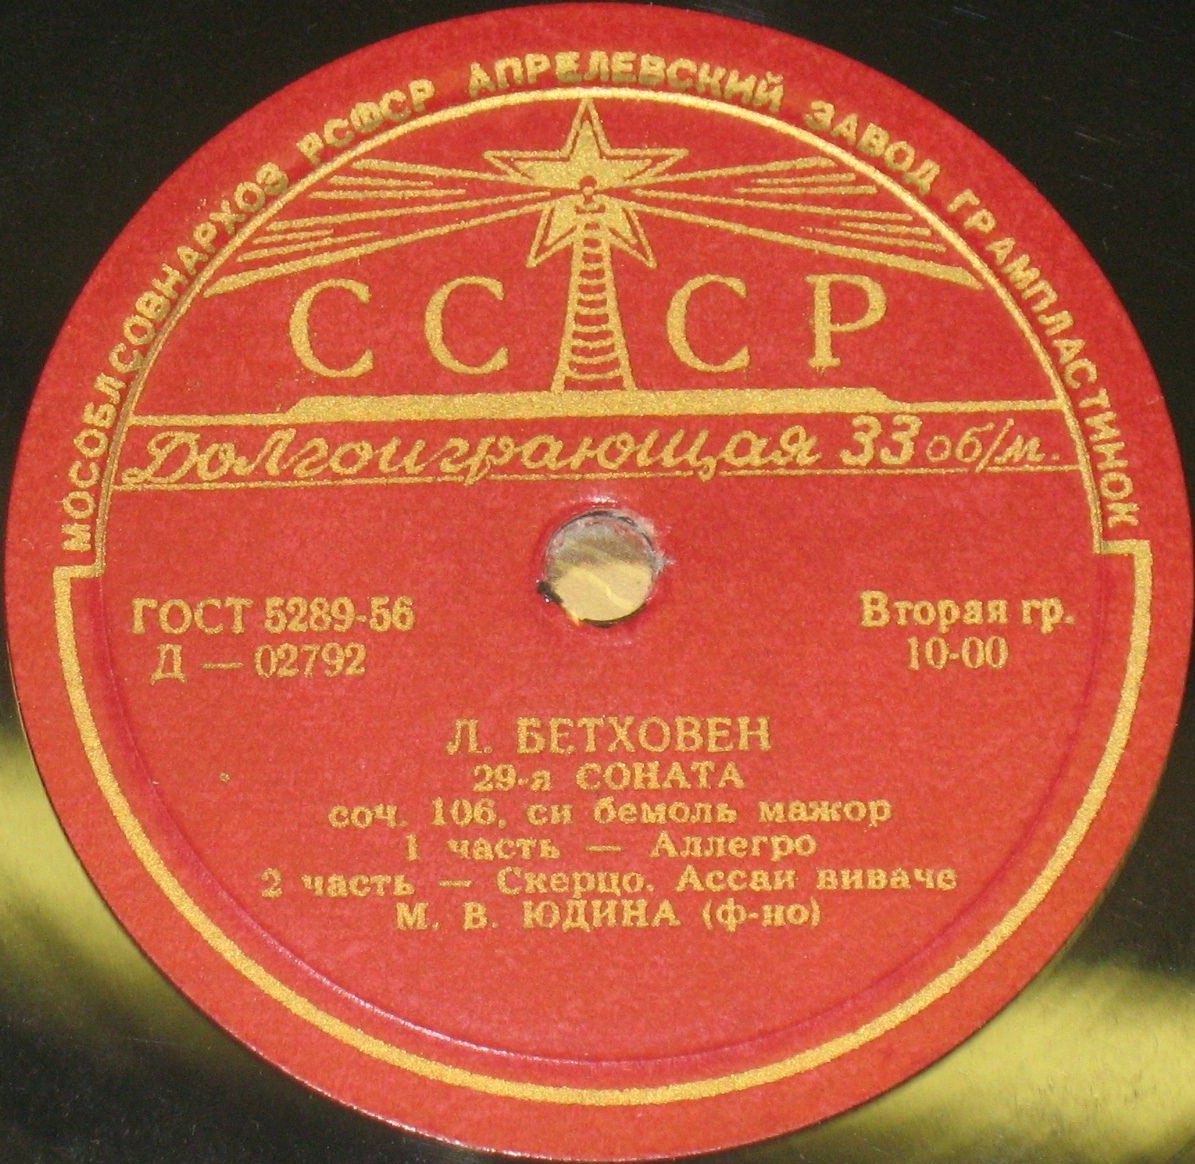 МОСОБЛСОВНАРХОЗ РСФСР АПРЕЛЕВСКИЙ ЗАВОД ГРАМПЛАСТИНОК
СССР
Долгоиграющая 33 об/м.
ГОСТ 5289-56
Д — 02792
Вторая гр.
10-00
Л. БЕТХОВЕН
29-я СОНАТА
соч. 106, си бемоль мажор
1 часть — Аллегро
2 часть — Скерцо. Ассаи виваче
М. В. ЮДИНА (ф-но)